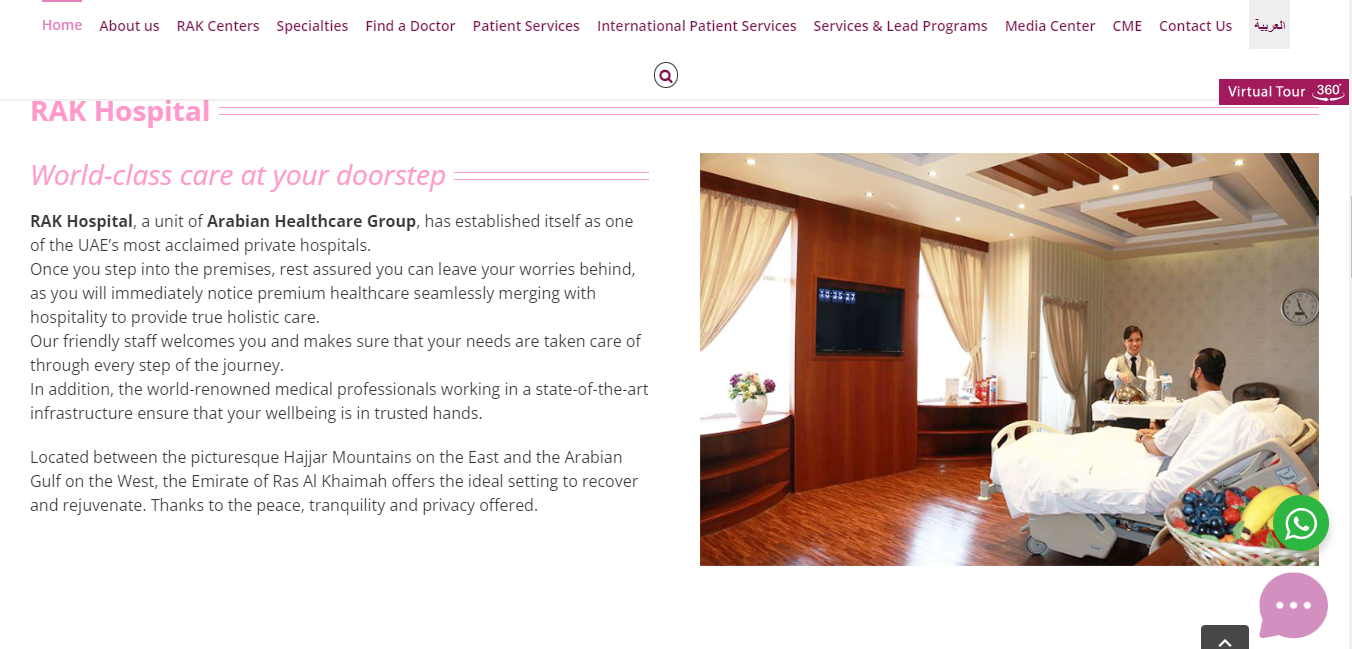 Home About us RAK Centers Specialties Find a Doctor Patient Services International Patient Services Services & Lead Programs Media Center CME Contact Us العربية
Virtual Tour 360°
RAK Hospital
World-class care at your doorstep
RAK Hospital, a unit of Arabian Healthcare Group, has established itself as one
of the UAE’s most acclaimed private hospitals.
Once you step into the premises, rest assured you can leave your worries behind,
as you will immediately notice premium healthcare seamlessly merging with
hospitality to provide true holistic care.
Our friendly staff welcomes you and makes sure that your needs are taken care of
through every step of the journey.
In addition, the world-renowned medical professionals working in a state-of-the-art
infrastructure ensure that your wellbeing is in trusted hands.
Located between the picturesque Hajjar Mountains on the East and the Arabian
Gulf on the West, the Emirate of Ras Al Khaimah offers the ideal setting to recover
and rejuvenate. Thanks to the peace, tranquility and privacy offered.